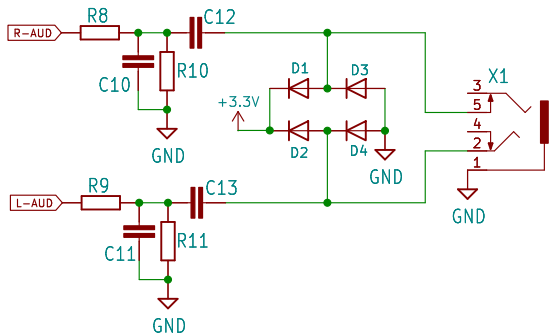 R-AUD
R8
C12
C10
R10
GND
+3.3V
D1
D3
D2
D4
GND
X1
3
5
4
2
1
GND
L-AUD
R9
C13
C11
R11
GND